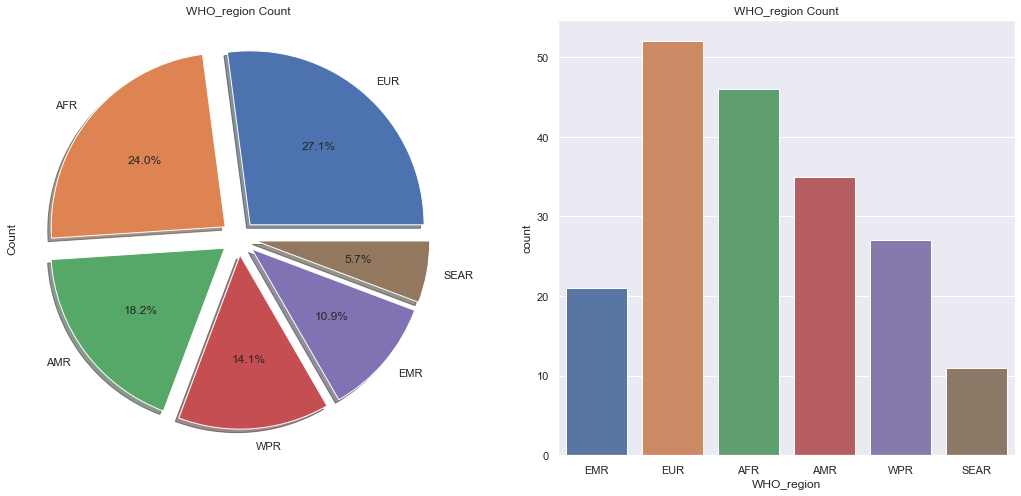 WHO_region Count
EUR
AFR
27.1%
24.0%
Count
5.7%
SEAR
18.2%
10.9%
AMR
14.1%
EMR
WPR
WHO_region Count
50
40
30
count
20
10
0
EMR EUR AFR AMR WPR SEAR
WHO_region